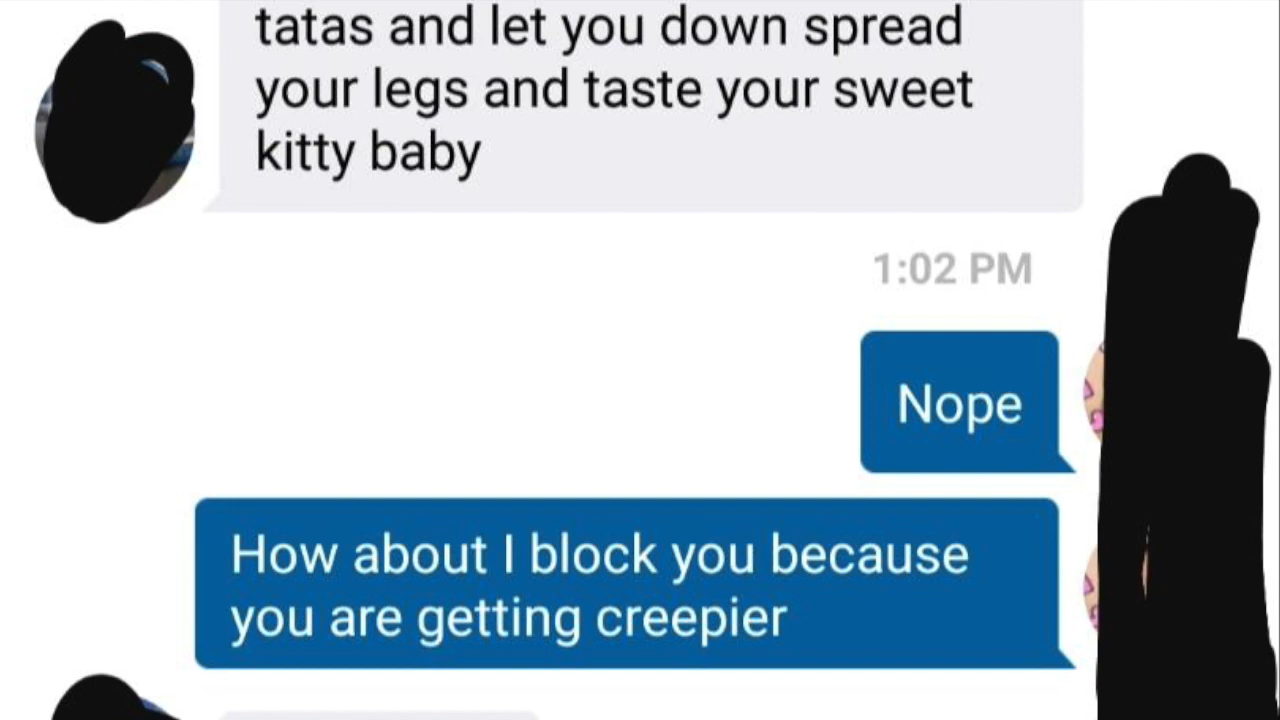 tatas and let you down spread
your legs and taste your sweet
kitty baby
1:02 PM
Nope
How about I block you because
you are getting creepier